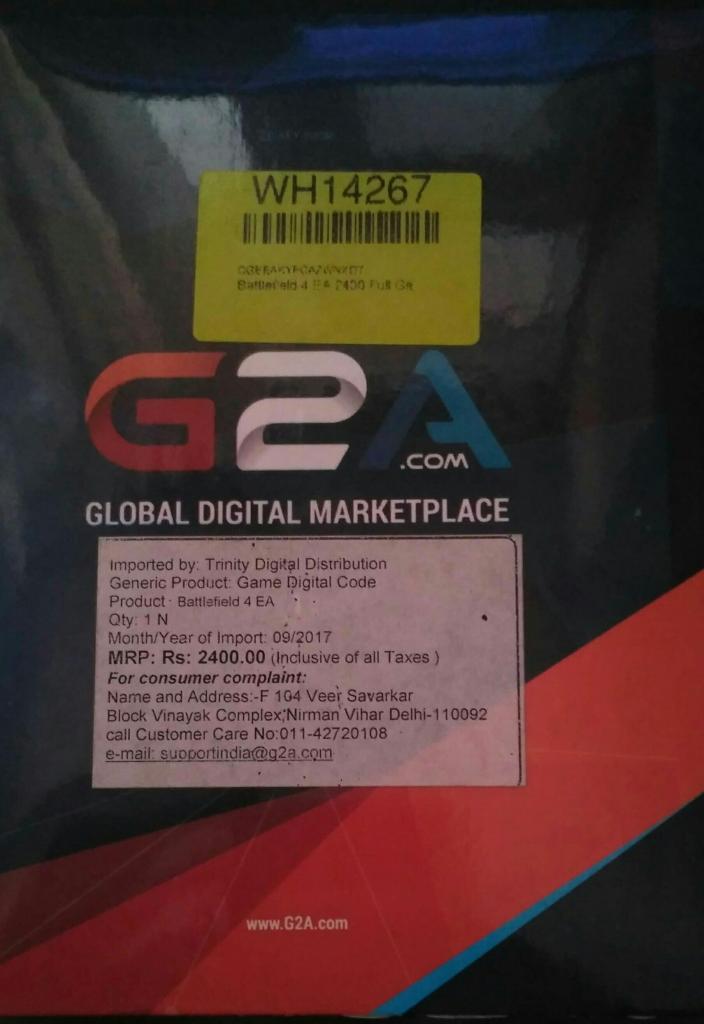 WH14267
Battlefield 4 EA 2400 Full Ga
G2A
.COM
GLOBAL DIGITAL MARKETPLACE
Imported by: Trinity Digital Distribution
Generic Product: Game Digital Code
Product: Battlefield 4 EA
Qty: 1 N
Month/Year of Import: 09/2017
MRP: Rs: 2400.00 (Inclusive of all Taxes )
For consumer complaint:
Name and Address:-F 104 Veer Savarkar
Block Vinayak Complex,Nirman Vihar Delhi-110092
call Customer Care No:011-42720108
e-mail: supportindia@g2a.com
www.G2A.com